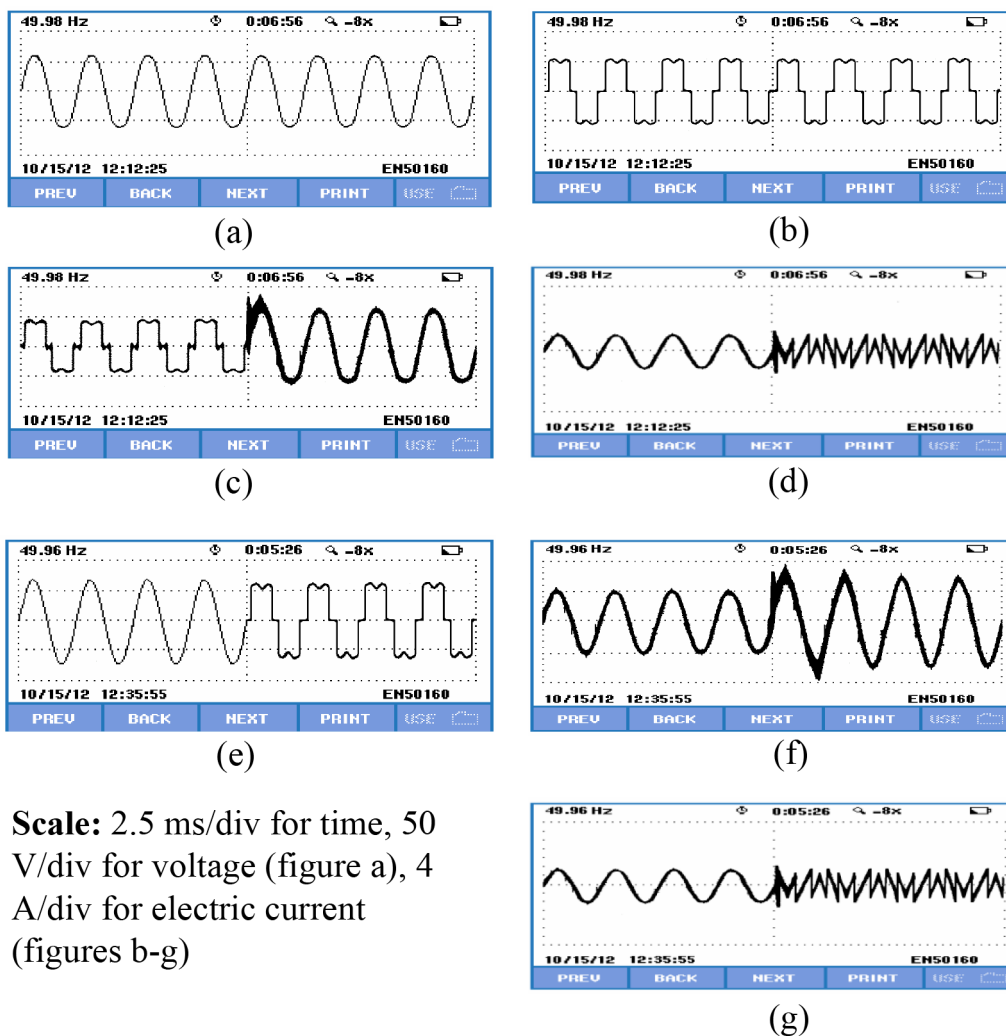 49.98 Hz 0:06:56 -8x
10/15/12 12:12:25 EN50160
PREV BACK NEXT PRINT USE
(a)
49.98 Hz 0:06:56 -8x
10/15/12 12:12:25 EN50160
PREV BACK NEXT PRINT USE
(b)
49.98 Hz 0:06:56 -8x
10/15/12 12:12:25 EN50160
PREV BACK NEXT PRINT USE
(c)
49.98 Hz 0:06:56 -8x
10/15/12 12:12:25 EN50160
PREV BACK NEXT PRINT USE
(d)
49.96 Hz 0:05:26 -8x
10/15/12 12:35:55 EN50160
PREV BACK NEXT PRINT USE
(e)
49.96 Hz 0:05:26 -8x
10/15/12 12:35:55 EN50160
PREV BACK NEXT PRINT USE
(f)
Scale: 2.5 ms/div for time, 50
V/div for voltage (figure a), 4
A/div for electric current
(figures b-g)
49.96 Hz 0:05:26 -8x
10/15/12 12:35:55 EN50160
PREV BACK NEXT PRINT USE
(g)